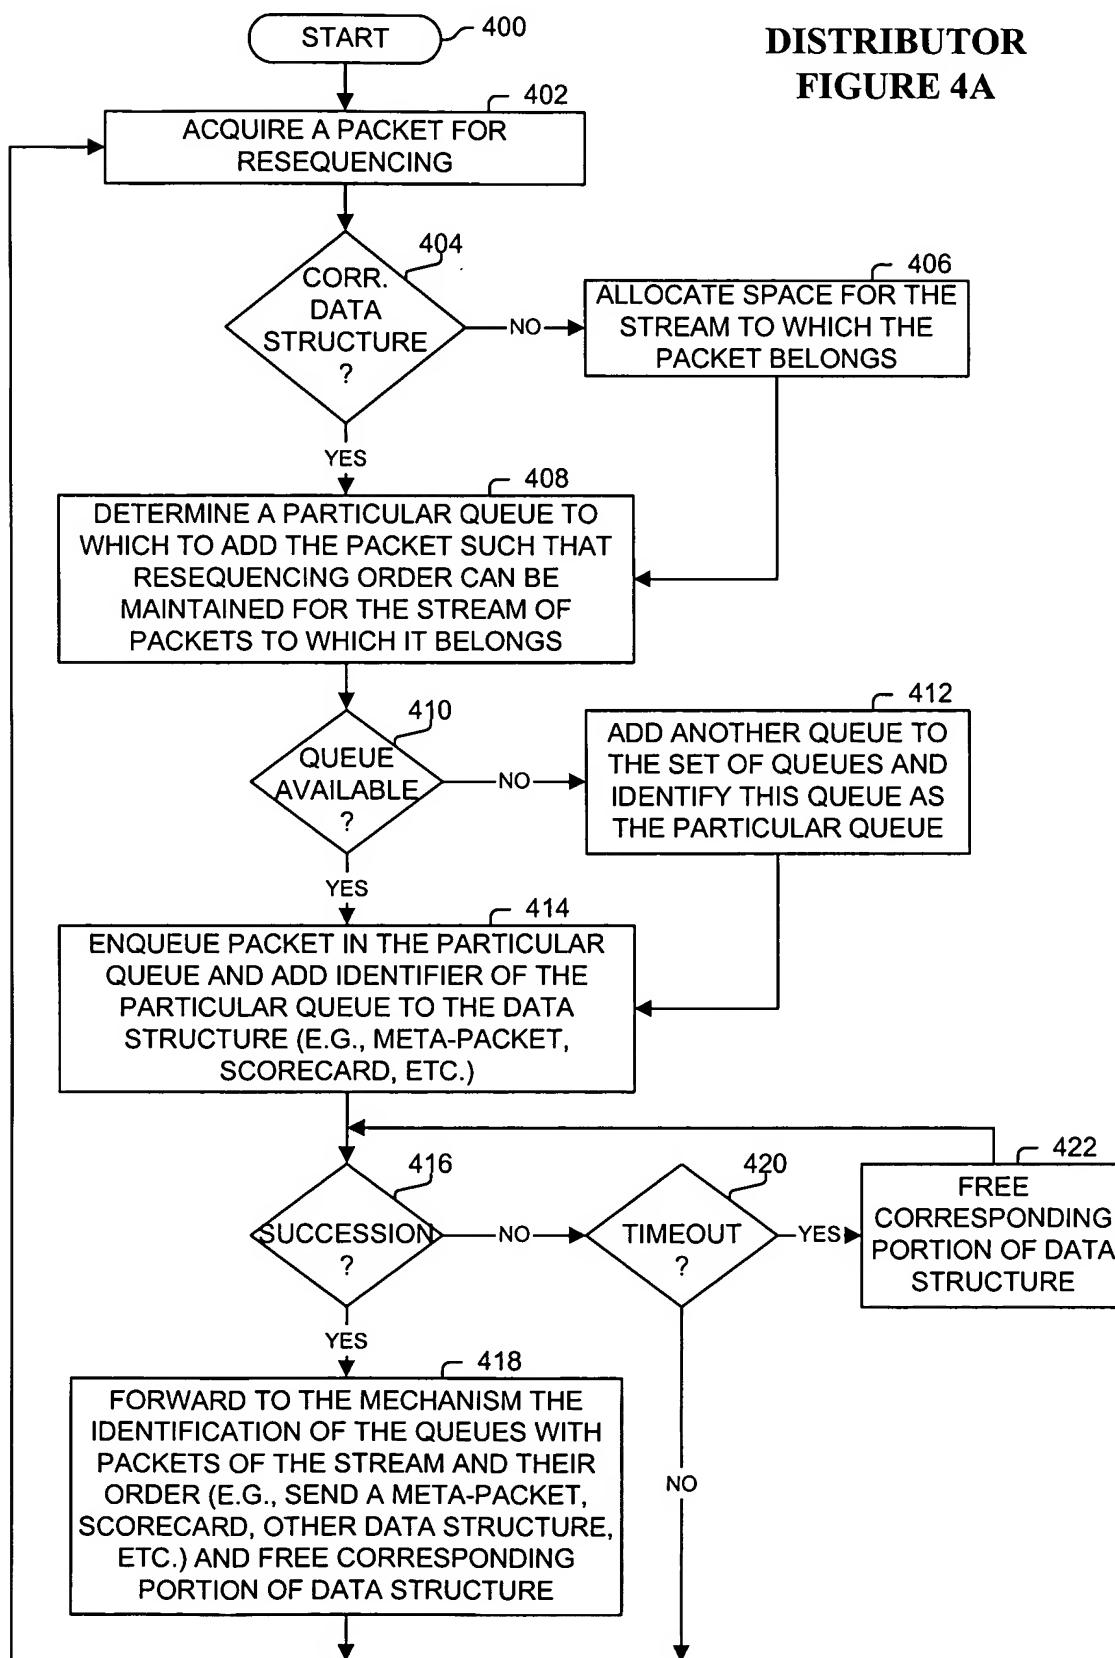 START
400
DISTRIBUTOR
FIGURE 4A
402
ACQUIRE A PACKET FOR
RESEQUENCING
404
CORR.
DATA
STRUCTURE
?
NO
406
ALLOCATE SPACE FOR THE
STREAM TO WHICH THE
PACKET BELONGS
YES
408
DETERMINE A PARTICULAR QUEUE TO
WHICH TO ADD THE PACKET SUCH THAT
RESEQUENCING ORDER CAN BE
MAINTAINED FOR THE STREAM OF
PACKETS TO WHICH IT BELONGS
410
QUEUE
AVAILABLE
?
NO
412
ADD ANOTHER QUEUE TO
THE SET OF QUEUES AND
IDENTIFY THIS QUEUE AS
THE PARTICULAR QUEUE
YES
414
ENQUEUE PACKET IN THE PARTICULAR
QUEUE AND ADD IDENTIFIER OF THE
PARTICULAR QUEUE TO THE DATA
STRUCTURE (E.G., META-PACKET,
SCORECARD, ETC.)
416
SUCCESSION
?
NO
420
TIMEOUT
?
YES
422
FREE
CORRESPONDING
PORTION OF DATA
STRUCTURE
YES
418
FORWARD TO THE MECHANISM THE
IDENTIFICATION OF THE QUEUES WITH
PACKETS OF THE STREAM AND THEIR
ORDER (E.G., SEND A META-PACKET,
SCORECARD, OTHER DATA STRUCTURE,
ETC.) AND FREE CORRESPONDING
PORTION OF DATA STRUCTURE
NO